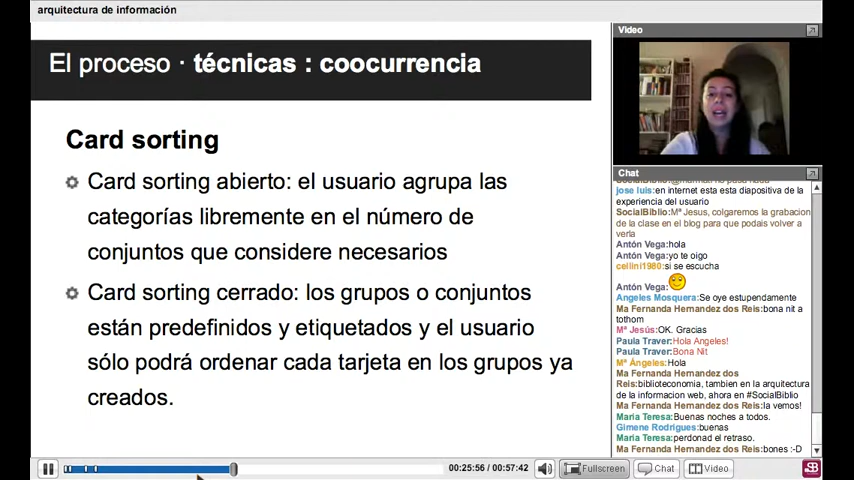 arquitectura de información
El proceso · técnicas : coocurrencia
Card sorting
Card sorting abierto: el usuario agrupa las
categorías libremente en el número de
conjuntos que considere necesarios
Card sorting cerrado: los grupos o conjuntos
están predefinidos y etiquetados y el usuario
sólo podrá ordenar cada tarjeta en los grupos ya
creados.
00:25:56 / 00:57:42
Fullscreen
Chat
Video
Video
Chat
jose luis:en internet esta esta diapositiva de la
experiencia del usuario
SocialBiblio:Mª Jesus, colgaremos la grabacion
de la clase en el blog para que podais volver a
verla
Antón Vega:hola
Antón Vega:yo te oigo
cellini1980:si se escucha
Antón Vega:
Angeles Mosquera:Se oye estupendamente
Ma Fernanda Hernandez dos Reis:bona nit a
tothom
Mª Jesús:OK. Gracias
Paula Traver:Hola Angeles!
Paula Traver:Bona Nit
Mª Ángeles:Hola
Ma Fernanda Hernandez dos
Reis:biblioteconomia, tambien en la arquitectura
de la informacion web, ahora en #SocialBiblio
Ma Fernanda Hernandez dos Reis:la vemos!
Maria Teresa:Buenas noches a todos.
Gimene Rodrigues:buenas
Maria Teresa:perdonad el retraso.
Ma Fernanda Hernandez dos Reis:bones :-D
SB